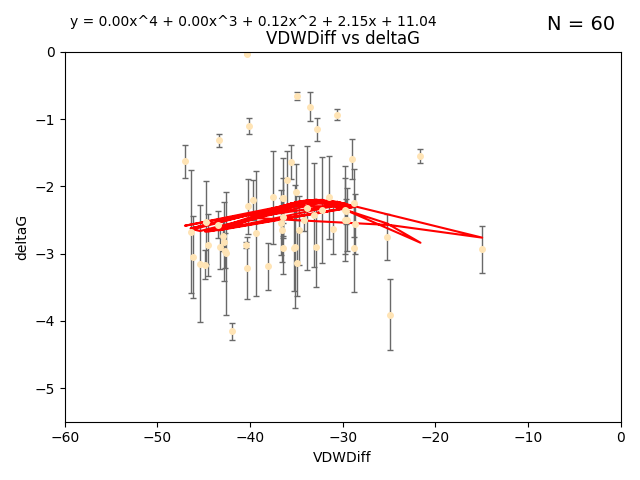 y = 0.00x^4 + 0.00x^3 + 0.12x^2 + 2.15x + 11.04
N = 60
VDWDiff vs deltaG
0
−1
−2
−3
−4
−5
deltaG
−60 −50 −40 −30 −20 −10 0
VDWDiff